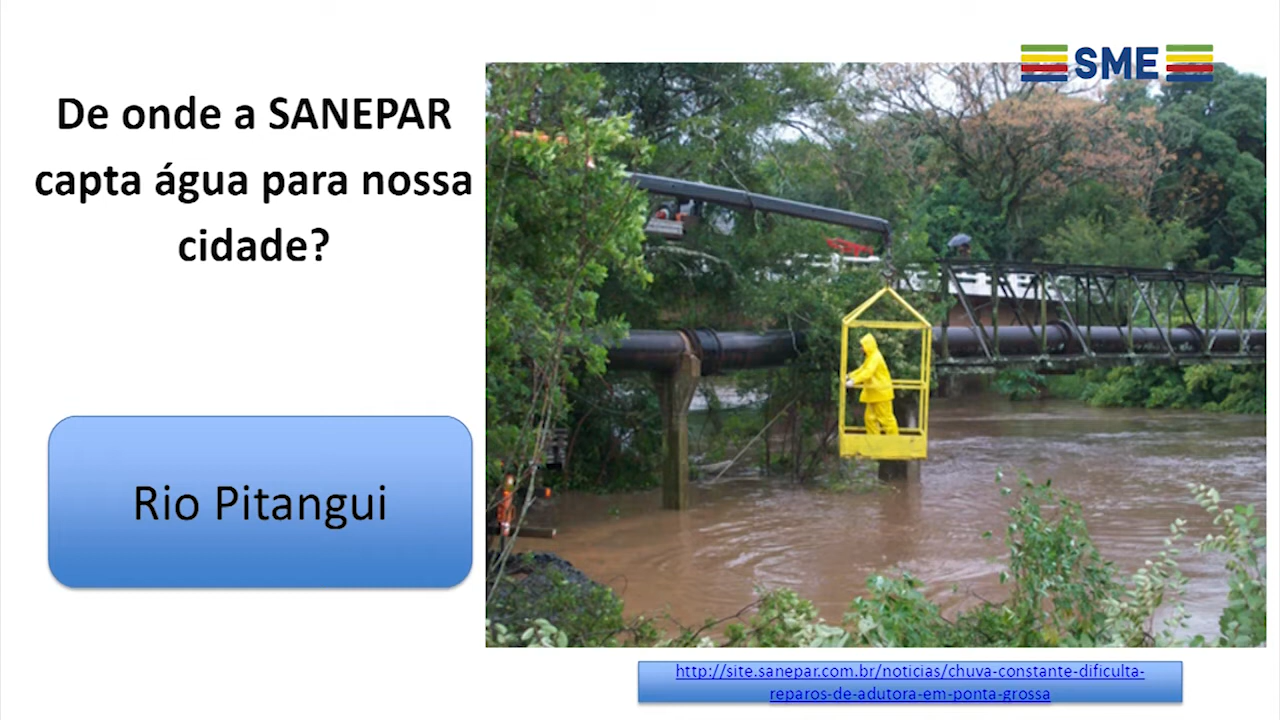 SME
De onde a SANEPAR
capta água para nossa
cidade?
Rio Pitangui
http://site.sanepar.com.br/noticias/chuva-constante-dificulta-
reparos-de-adutora-em-ponta-grossa